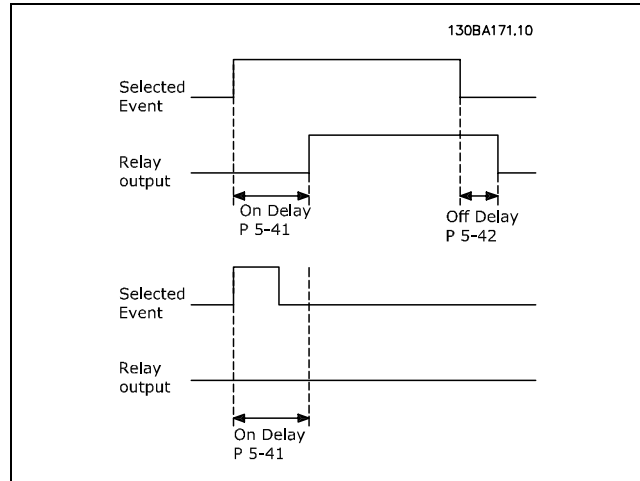 130BA171.10
Selected
Event
Relay
output
On Delay
P 5-41
Off Delay
P 5-42
Selected
Event
Relay
output
On Delay
P 5-41